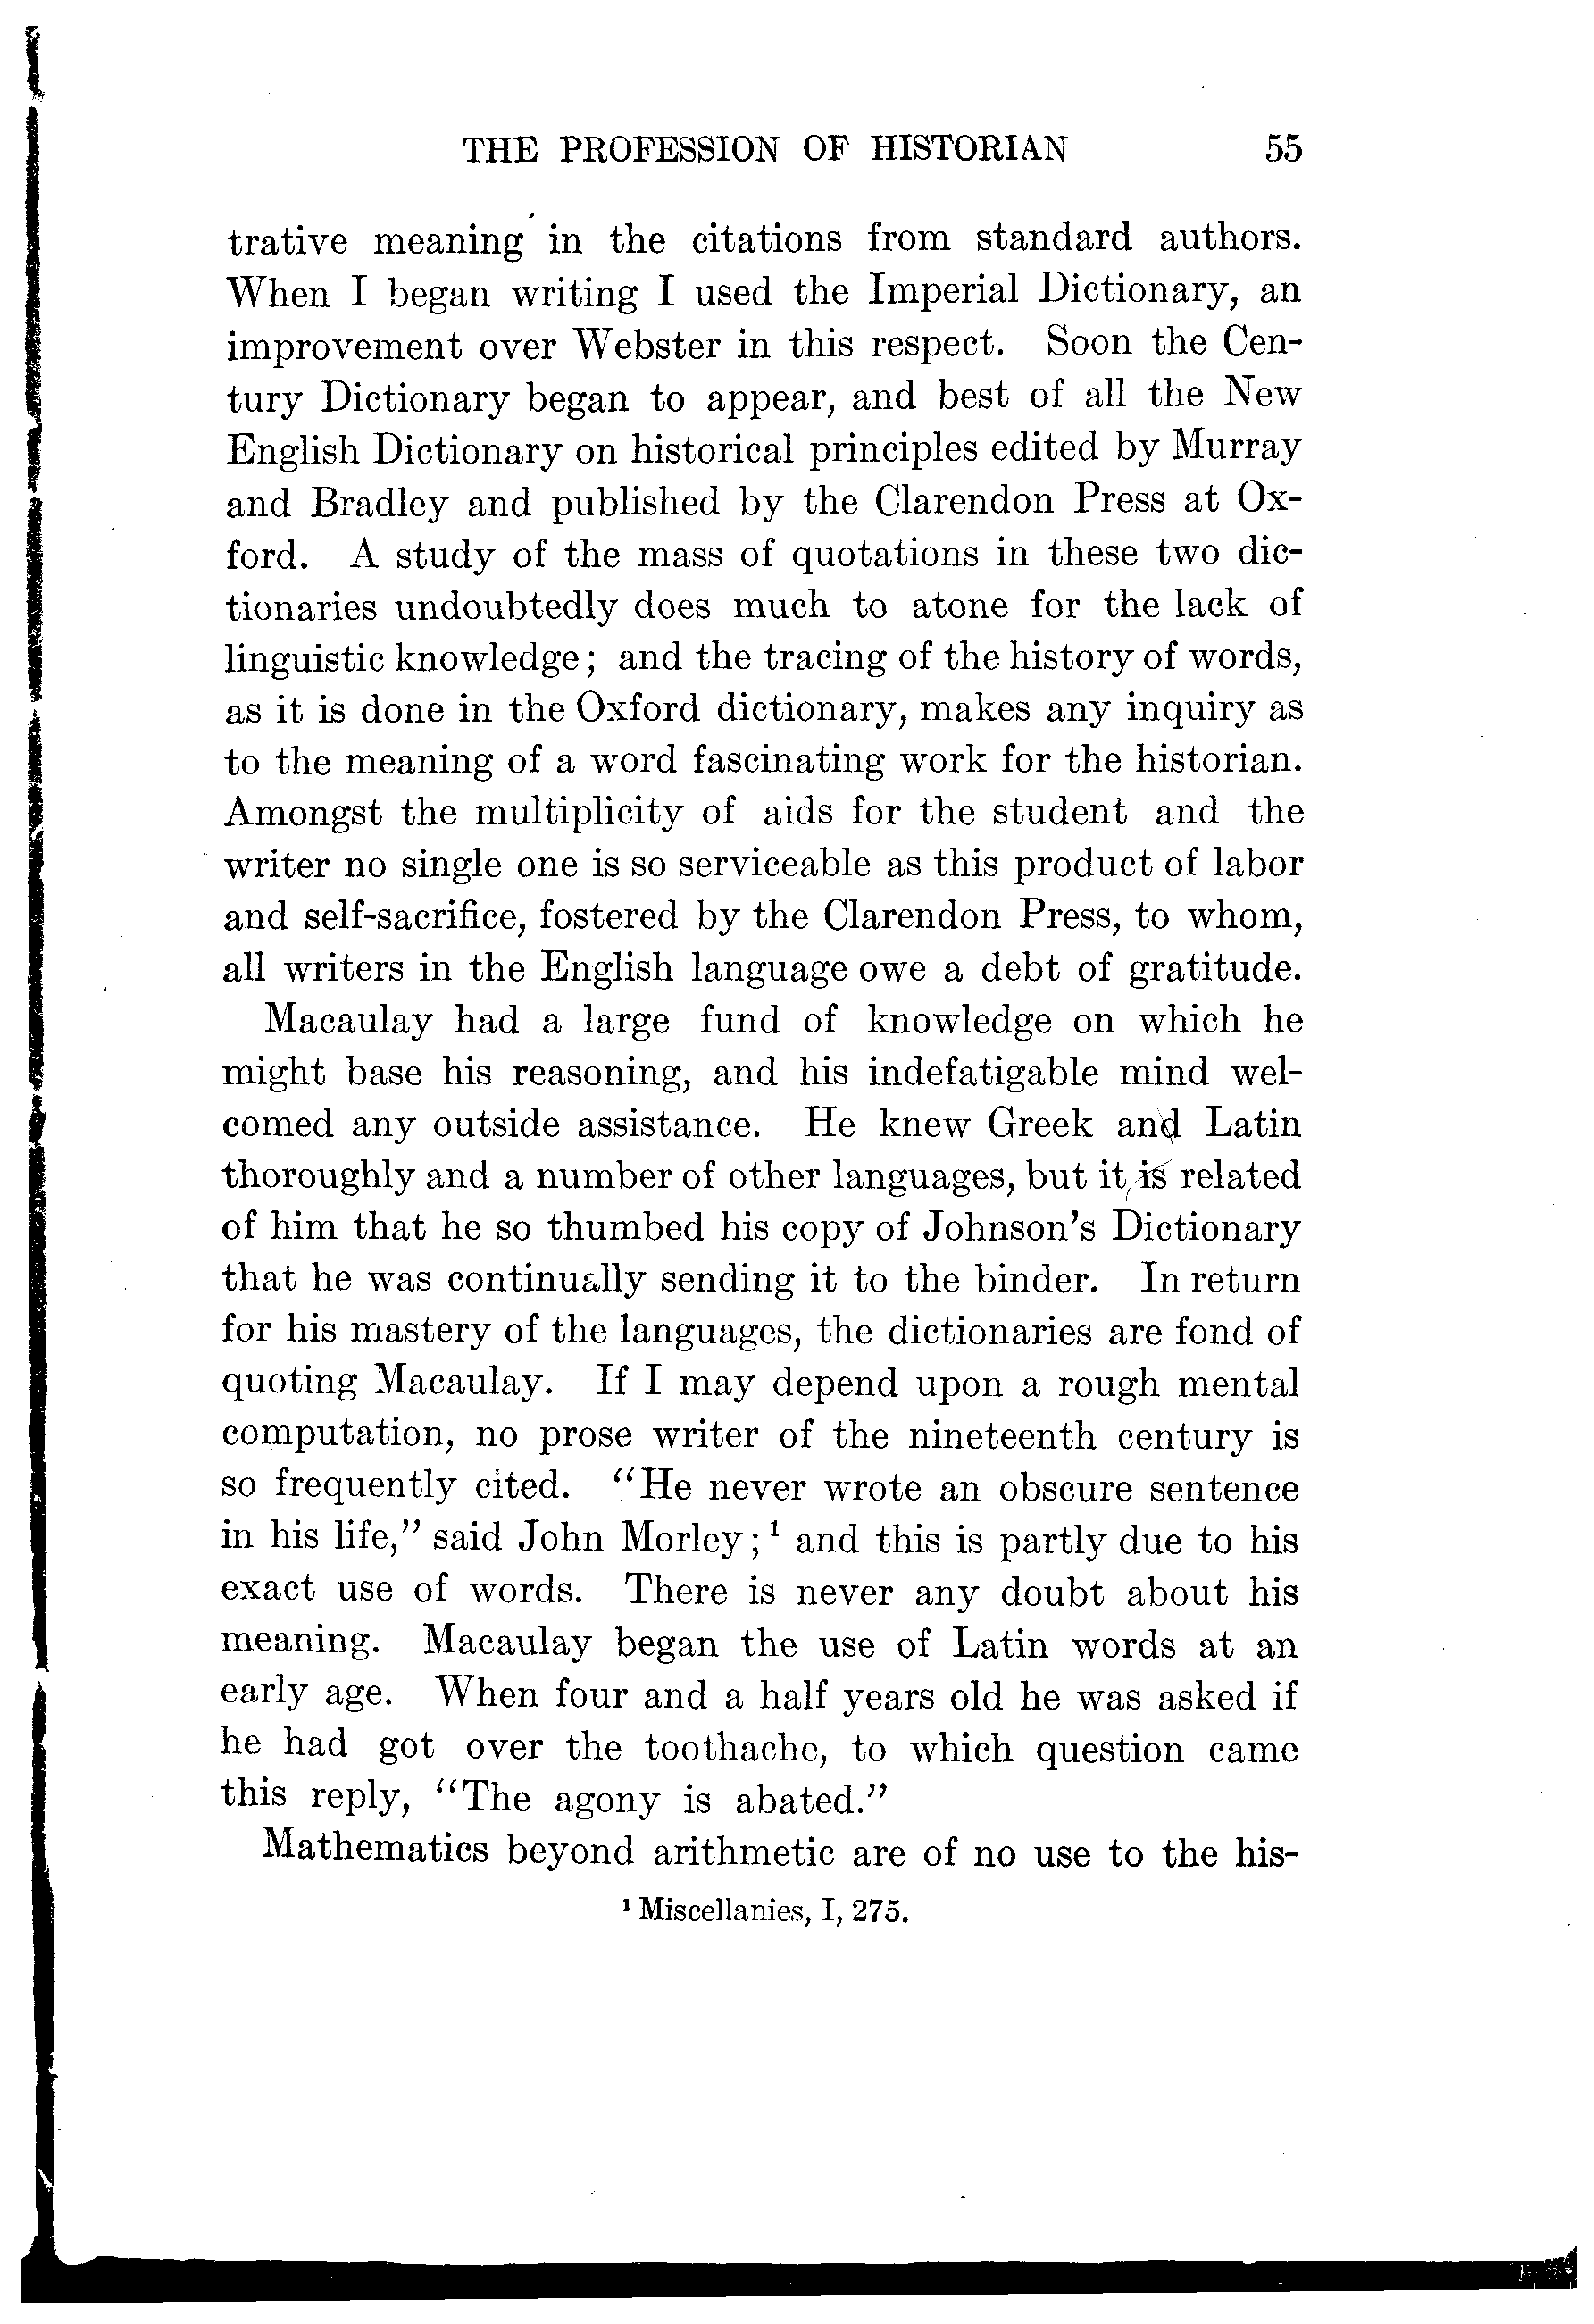 THE PROFESSION OF HISTORIAN 55
trative meaning in the citations from standard authors.
When I began writing I used the Imperial Dictionary, an
improvement over Webster in this respect. Soon the Cen-
tury Dictionary began to appear, and best of all the New
English Dictionary on historical principles edited by Murray
and Bradley and published by the Clarendon Press at Ox-
ford. A study of the mass of quotations in these two dic-
tionaries undoubtedly does much to atone for the lack of
linguistic knowledge; and the tracing of the history of words,
as it is done in the Oxford dictionary, makes any inquiry as
to the meaning of a word fascinating work for the historian.
Amongst the multiplicity of aids for the student and the
writer no single one is so serviceable as this product of labor
and self-sacrifice, fostered by the Clarendon Press, to whom,
all writers in the English language owe a debt of gratitude.
Macaulay had a large fund of knowledge on which he
might base his reasoning, and his indefatigable mind wel-
comed any outside assistance. He knew Greek and Latin
thoroughly and a number of other languages, but it is related
of him that he so thumbed his copy of Johnson's Dictionary
that he was continually sending it to the binder. In return
for his mastery of the languages, the dictionaries are fond of
quoting Macaulay. If I may depend upon a rough mental
computation, no prose writer of the nineteenth century is
so frequently cited. "He never wrote an obscure sentence
in his life," said John Morley;¹ and this is partly due to his
exact use of words. There is never any doubt about his
meaning. Macaulay began the use of Latin words at an
early age. When four and a half years old he was asked if
he had got over the toothache, to which question came
this reply, "The agony is abated."
Mathematics beyond arithmetic are of no use to the his-
¹ Miscellanies, I, 275.